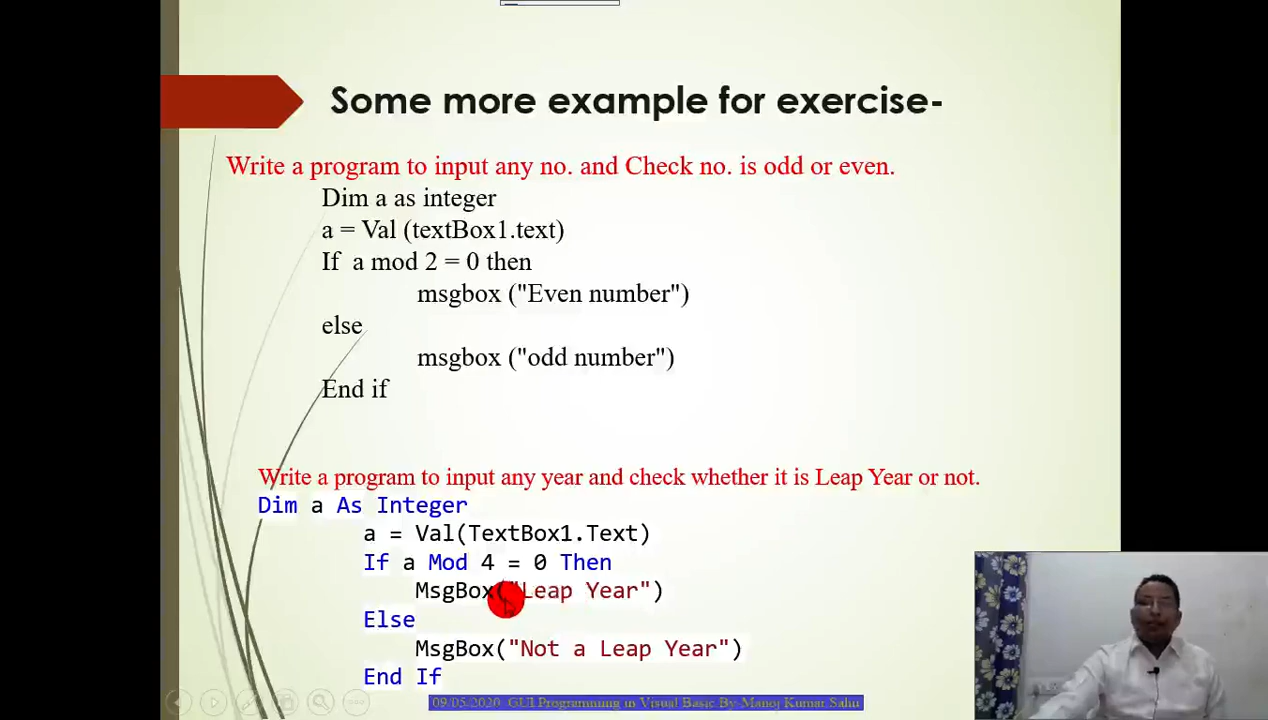 Some more example for exercise-
Write a program to input any no. and Check no. is odd or even.
Dim a as integer
a = Val (textBox1.text)
If a mod 2 = 0 then
msgbox ("Even number")
else
msgbox ("odd number")
End if
Write a program to input any year and check whether it is Leap Year or not.
Dim a As Integer
a = Val(TextBox1.Text)
If a Mod 4 = 0 Then
MsgBox("Leap Year")
Else
MsgBox("Not a Leap Year")
End If
09/05/2020 GUI Programming in Visual Basic By Manoj Kumar Sahu